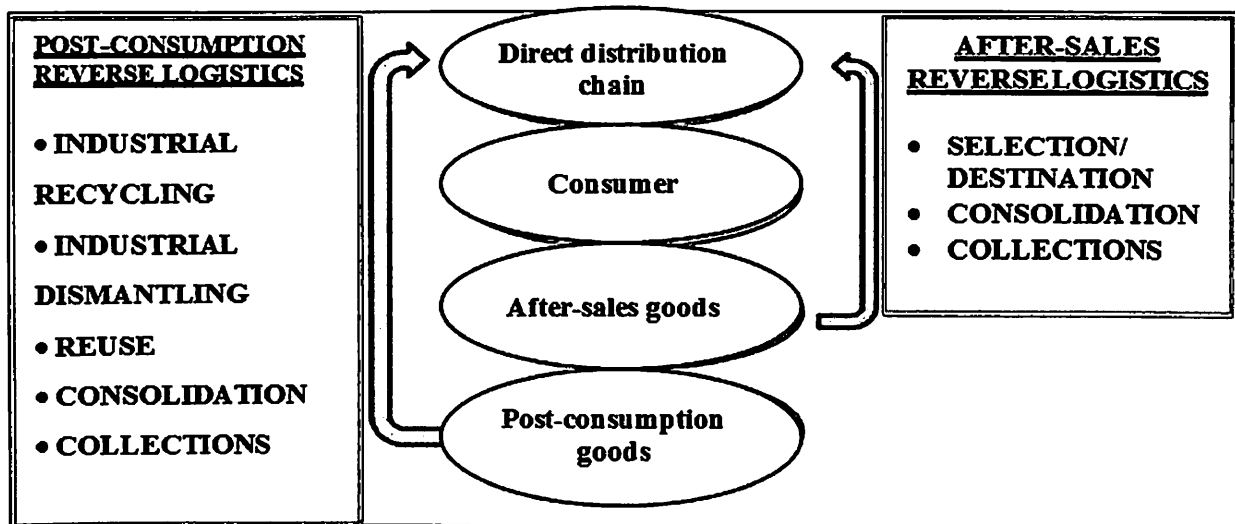 POST-CONSUMPTION
REVERSE LOGISTICS
• INDUSTRIAL
RECYCLING
• INDUSTRIAL
DISMANTLING
• REUSE
• CONSOLIDATION
• COLLECTIONS
Direct distribution
chain
Consumer
After-sales goods
Post-consumption
goods
AFTER-SALES
REVERSE LOGISTICS
• SELECTION/
DESTINATION
• CONSOLIDATION
• COLLECTIONS